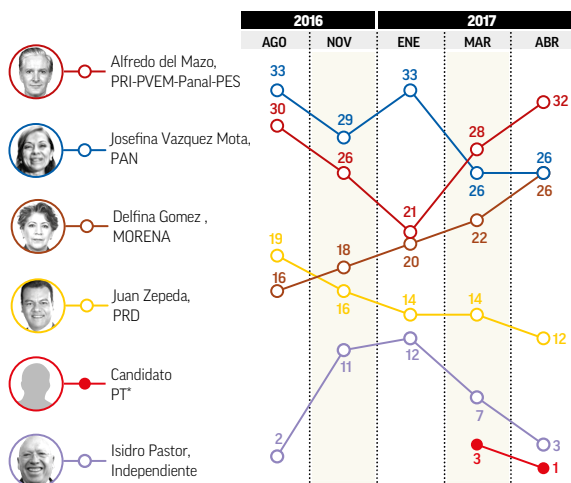 2016 2017
AGO NOV ENE MAR ABR
Alfredo del Mazo,
PRI-PVEM-Panal-PES
Josefina Vazquez Mota,
PAN
Delfina Gomez ,
MORENA
Juan Zepeda,
PRD
Candidato
PT*
Isidro Pastor,
Independiente
33 29 33 26 26
30 26 21 28 32
16 18 20 22 26
19 16 14 14 12
2 11 12 7 3
3 1